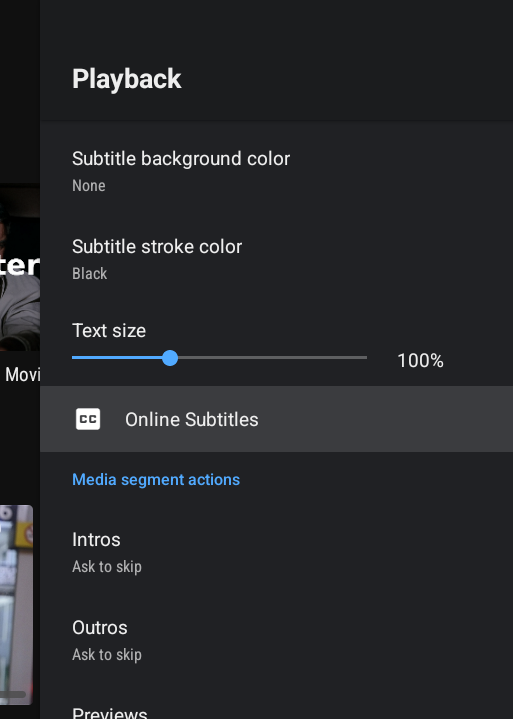 Playback
Subtitle background color
None
Subtitle stroke color
Black
ter
Text size
100%
Movi
CC Online Subtitles
Media segment actions
Intros
Ask to skip
Outros
Ask to skip
Previews